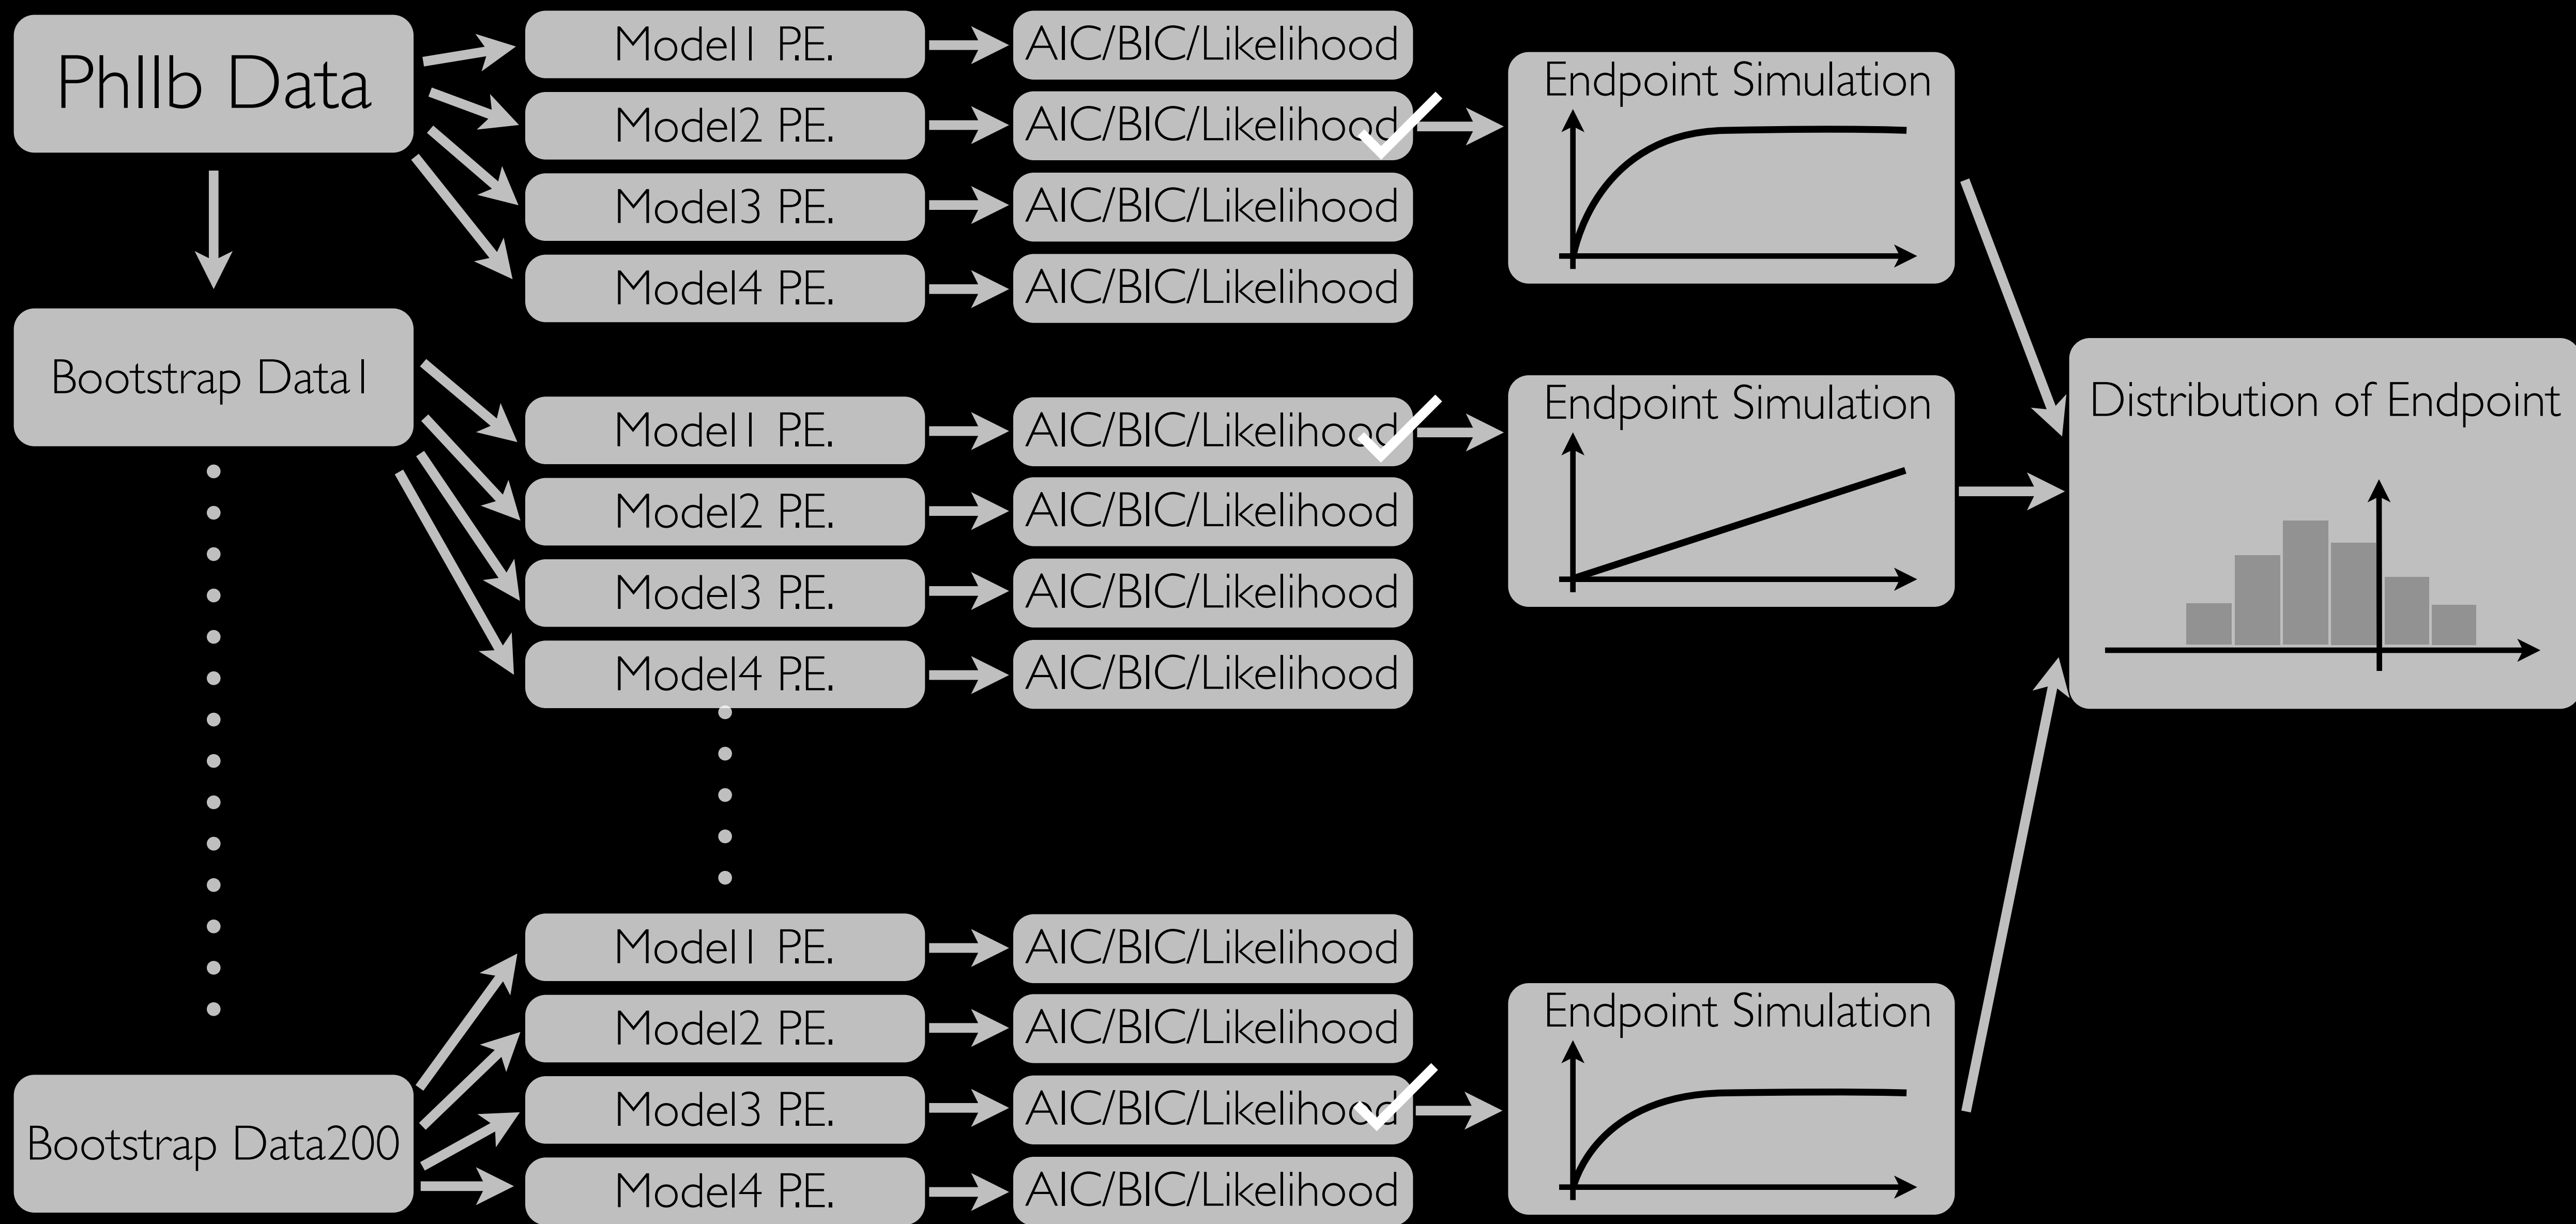 PhIIb Data
Model1 P.E.
AIC/BIC/Likelihood
Model2 P.E.
AIC/BIC/Likelihood
Model3 P.E.
AIC/BIC/Likelihood
Model4 P.E.
AIC/BIC/Likelihood
Endpoint Simulation
Bootstrap Data1
Model1 P.E.
AIC/BIC/Likelihood
Model2 P.E.
AIC/BIC/Likelihood
Model3 P.E.
AIC/BIC/Likelihood
Model4 P.E.
AIC/BIC/Likelihood
Endpoint Simulation
Distribution of Endpoint
Bootstrap Data200
Model1 P.E.
AIC/BIC/Likelihood
Model2 P.E.
AIC/BIC/Likelihood
Model3 P.E.
AIC/BIC/Likelihood
Model4 P.E.
AIC/BIC/Likelihood
Endpoint Simulation